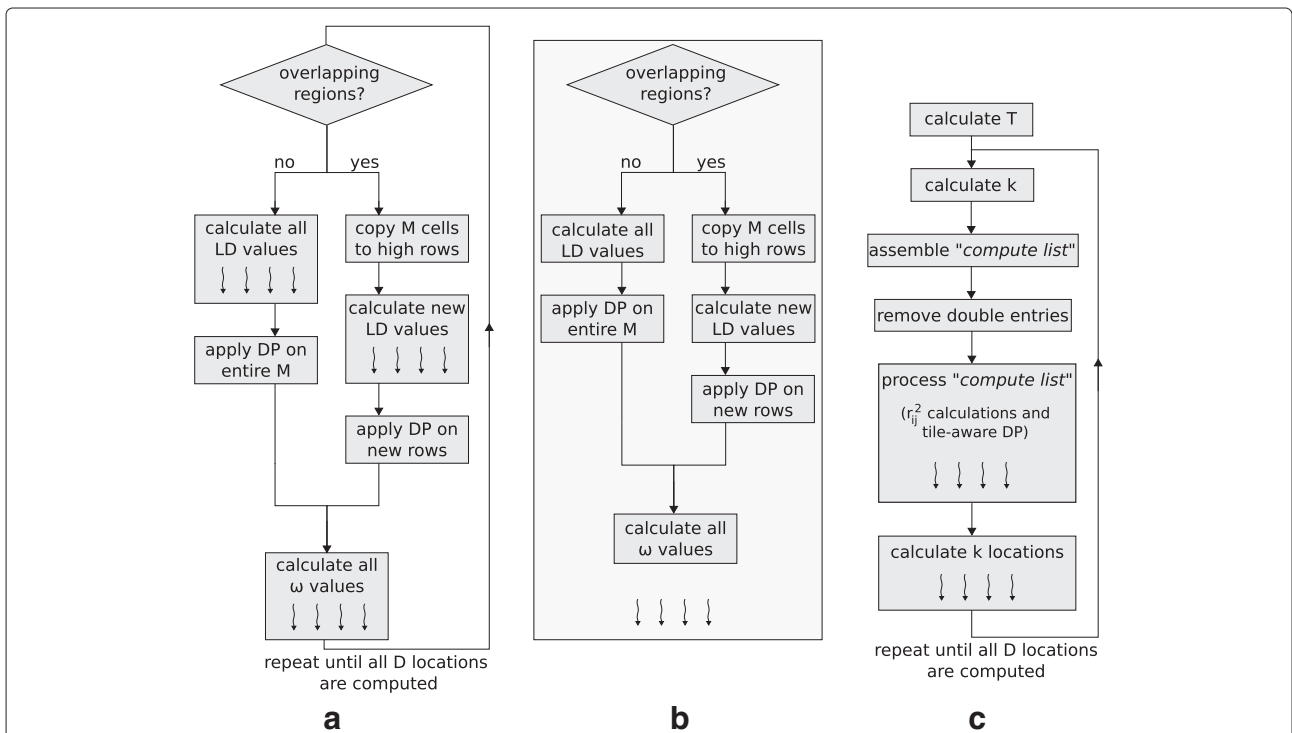 overlapping
regions?
no
yes
calculate all
LD values
copy M cells
to high rows
calculate new
LD values
apply DP on
entire M
apply DP on
new rows
calculate all
ω values
repeat until all D locations
are computed
a
overlapping
regions?
no
yes
calculate all
LD values
copy M cells
to high rows
apply DP on
entire M
calculate new
LD values
apply DP on
new rows
calculate all
ω values
b
calculate T
calculate k
assemble "compute list"
remove double entries
process "compute list"
(r²ij calculations and
tile-aware DP)
calculate k locations
repeat until all D locations
are computed
c